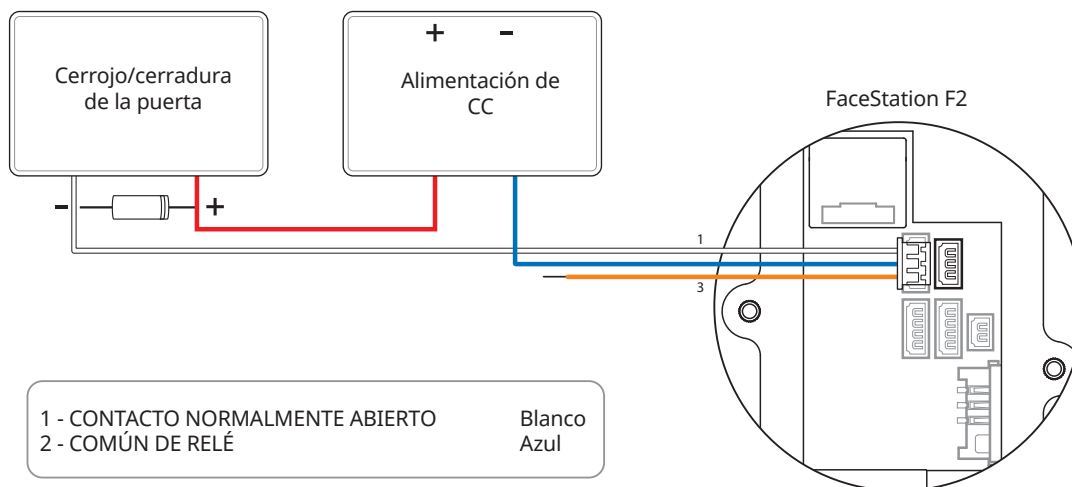 Cerrojo/cerradura
de la puerta
+ -
Alimentación de
CC
FaceStation F2
- +
1
3
1 - CONTACTO NORMALMENTE ABIERTO Blanco
2 - COMÚN DE RELÉ Azul